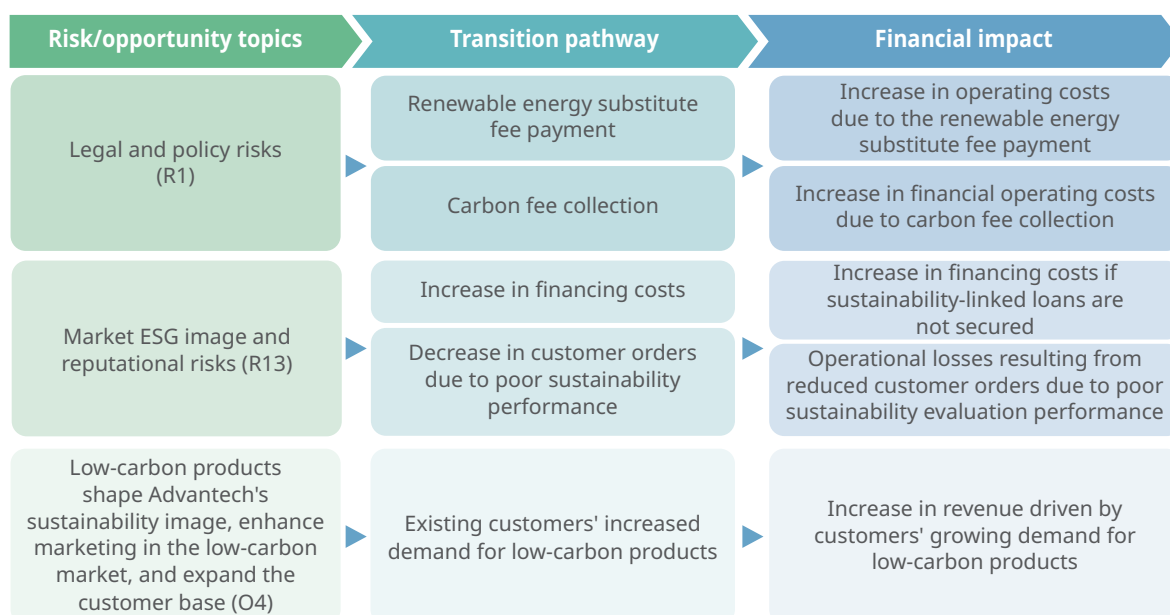 Risk/opportunity topics
Transition pathway
Financial impact
Legal and policy risks
(R1)
Renewable energy substitute
fee payment
Increase in operating costs
due to the renewable energy
substitute fee payment
Carbon fee collection
Increase in financial operating costs
due to carbon fee collection
Market ESG image and
reputational risks (R13)
Increase in financing costs
Increase in financing costs if
sustainability-linked loans are
not secured
Decrease in customer orders
due to poor sustainability
performance
Operational losses resulting from
reduced customer orders due to poor
sustainability evaluation performance
Low-carbon products
shape Advantech's
sustainability image, enhance
marketing in the low-carbon
market, and expand the
customer base (O4)
Existing customers' increased
demand for low-carbon products
Increase in revenue driven by
customers' growing demand for
low-carbon products